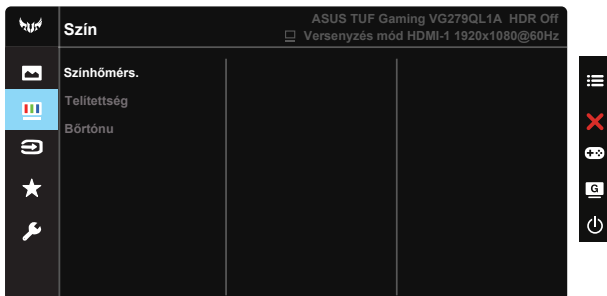 Szín
ASUS TUF Gaming VG279QL1A HDR Off
Versenyzés mód HDMI-1 1920x1080@60Hz
Színhőmérs.
Telítettség
Bőrtónu
G